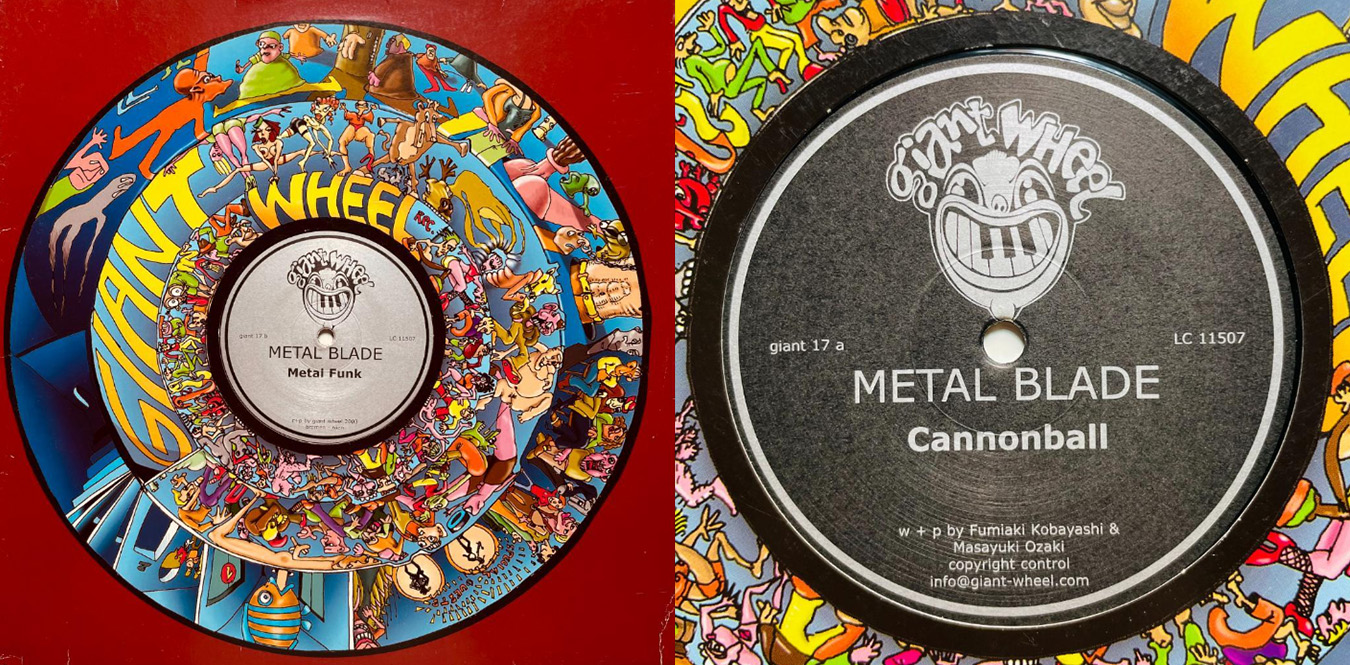 GIANT WHEEL REC.
giant wheel
giant 17 b
LC 11507
METAL BLADE
Metal Funk
giant wheel
giant 17 a
LC 11507
METAL BLADE
Cannonball
w + p by Fumiaki Kobayashi &
Masayuki Ozaki
copyright control
info@giant-wheel.com